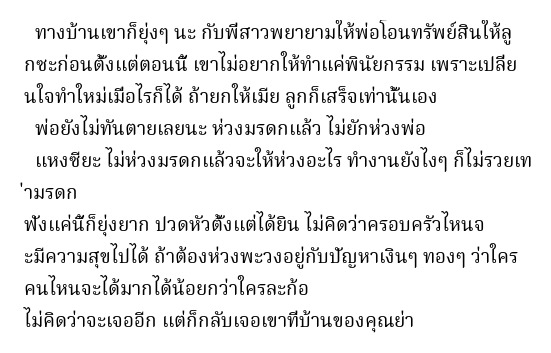 ทางบ้านเขาก็ยุ่งๆ นะ กับพี่สาวพยายามให้พ่อโอนทรัพย์สินให้ลู
กซะก่อนตั้งแต่ตอนนี้ เขาไม่อยากให้ทำแค่พินัยกรรม เพราะเปลี่ย
นใจทำใหม่เมื่อไรก็ได้ ถ้ายกให้เมีย ลูกก็เสร็จเท่านั้นเอง
พ่อยังไม่ทันตายเลยนะ ห่วงมรดกแล้ว ไม่ยักห่วงพ่อ
แหงซียะ ไม่ห่วงมรดกแล้วจะให้ห่วงอะไร ทำงานยังไงๆ ก็ไม่รวยเท
่ามรดก
ฟังแค่นี้ก็ยุ่งยาก ปวดหัวตั้งแต่ได้ยิน ไม่คิดว่าครอบครัวไหนจ
ะมีความสุขไปได้ ถ้าต้องห่วงพะวงอยู่กับปัญหาเงินๆ ทองๆ ว่าใคร
คนไหนจะได้มากได้น้อยกว่าใครละก้อ
ไม่คิดว่าจะเจออีก แต่ก็กลับเจอเขาที่บ้านของคุณย่า